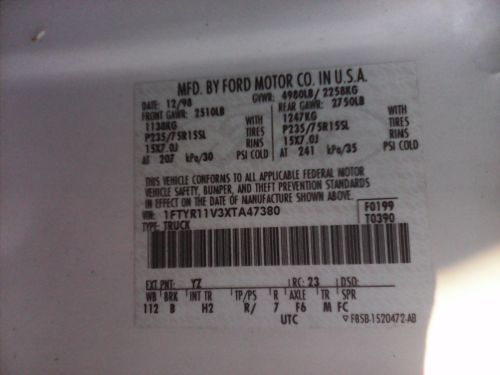 MFD. BY FORD MOTOR CO. IN U.S.A.
DATE: 12/98 GVWR: 4980LB/ 2258KG
FRONT GAWR: 2510LB REAR GAWR: 2750LB
1138KG WITH 1247KG WITH
P235/75R15SL TIRES P235/75R15SL TIRES
15X7.0J RIMS 15X7.0J RIMS
AT 207 kPa/30 PSI COLD AT 241 kPa/35 PSI COLD
THIS VEHICLE CONFORMS TO ALL APPLICABLE FEDERAL MOTOR
VEHICLE SAFETY, BUMPER, AND THEFT PREVENTION STANDARDS
IN EFFECT ON THE DATE OF MANUFACTURE SHOWN ABOVE.
VIN: 1FTYR11V3XTA47380 F0199
TYPE: TRUCK T0390
EXT PNT: YZ RC: 23 DSO:
WB BRK INT TR TP/PS R AXLE TR SPR
112 B H2 R/ 7 F6 M FC
UTC F8SB-1520472-AB